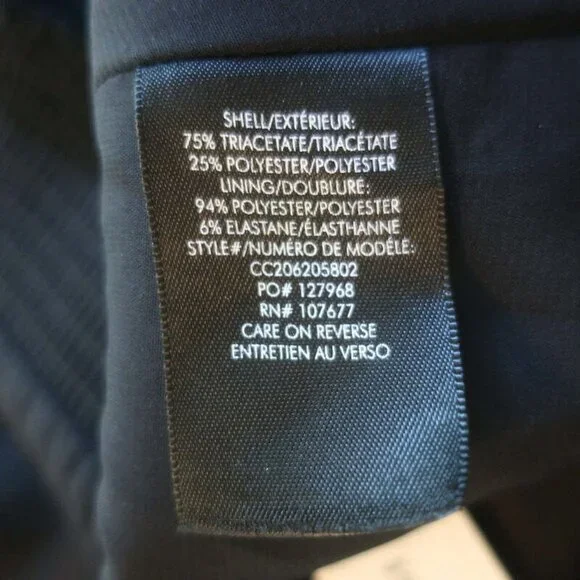 SHELL/EXTÉRIEUR:
75% TRIACETATE/TRIACÉTATE
25% POLYESTER/POLYESTER
LINING/DOUBLURE:
94% POLYESTER/POLYESTER
6% ELASTANE/ÉLASTHANNE
STYLE#/NUMÉRO DE MODÉLE:
CC206205802
PO# 127968
RN# 107677
CARE ON REVERSE
ENTRETIEN AU VERSO